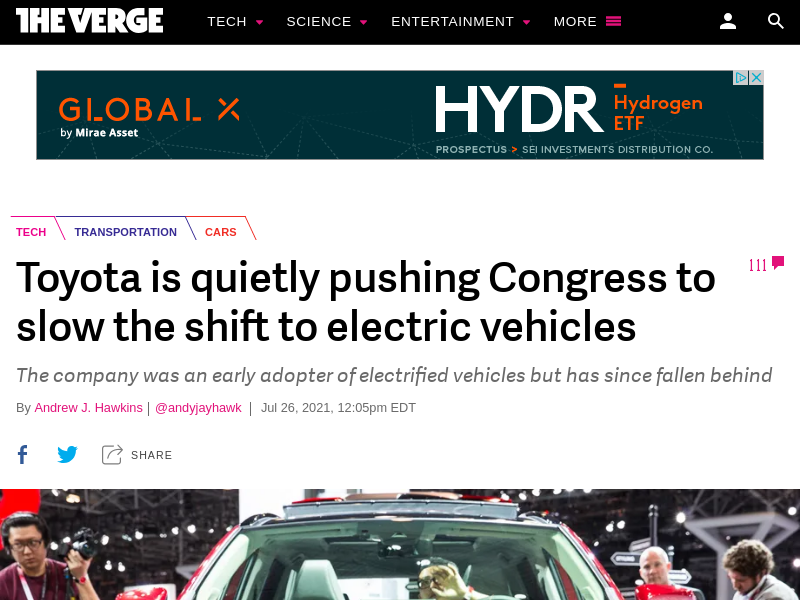 THE VERGE
TECH SCIENCE ENTERTAINMENT MORE
GLOBAL X
by Mirae Asset
HYDR
Hydrogen
ETF
PROSPECTUS > SEI INVESTMENTS DISTRIBUTION CO.
TECH TRANSPORTATION CARS
Toyota is quietly pushing Congress to
slow the shift to electric vehicles
111
The company was an early adopter of electrified vehicles but has since fallen behind
By Andrew J. Hawkins | @andyjayhawk | Jul 26, 2021, 12:05pm EDT
SHARE